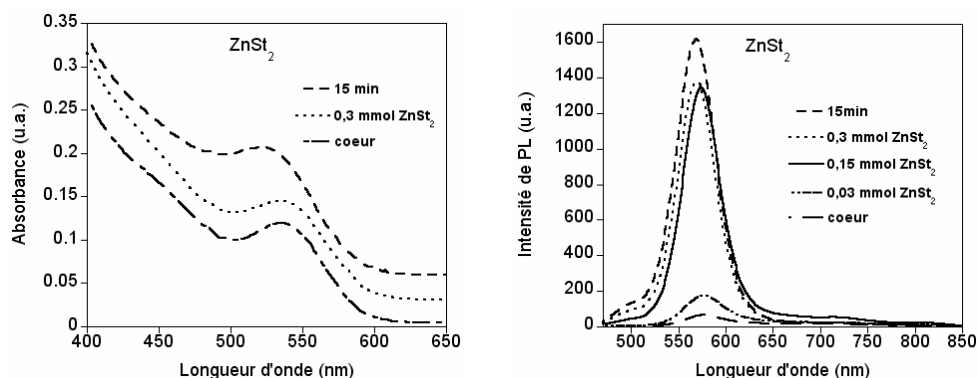 ZnSt2
15 min
0,3 mmol ZnSt2
coeur
0.35
0.3
0.25
0.2
0.15
0.1
0.05
0
400
450
500
550
600
650
Absorbance (u.a.)
Longueur d'onde (nm)
ZnSt2
15min
0,3 mmol ZnSt2
0,15 mmol ZnSt2
0,03 mmol ZnSt2
coeur
1600
1400
1200
1000
800
600
400
200
0
500
550
600
650
700
750
800
850
Intensité de PL (u.a.)
Longueur d'onde (nm)